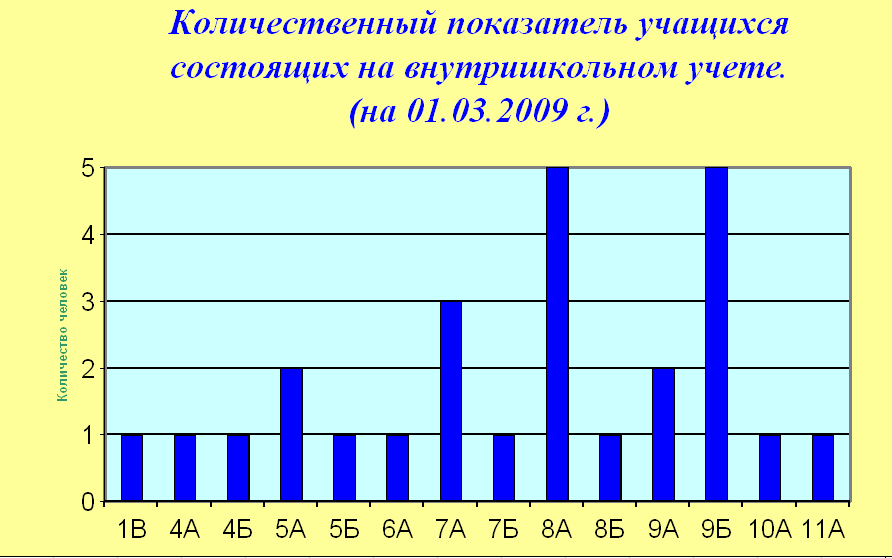 Количественный показатель учащихся
состоящих на внутришкольном учете.
(на 01.03.2009 г.)
5
4
3
2
1
0
Количество человек
1В 4А 4Б 5А 5Б 6А 7А 7Б 8А 8Б 9А 9Б 10А 11А